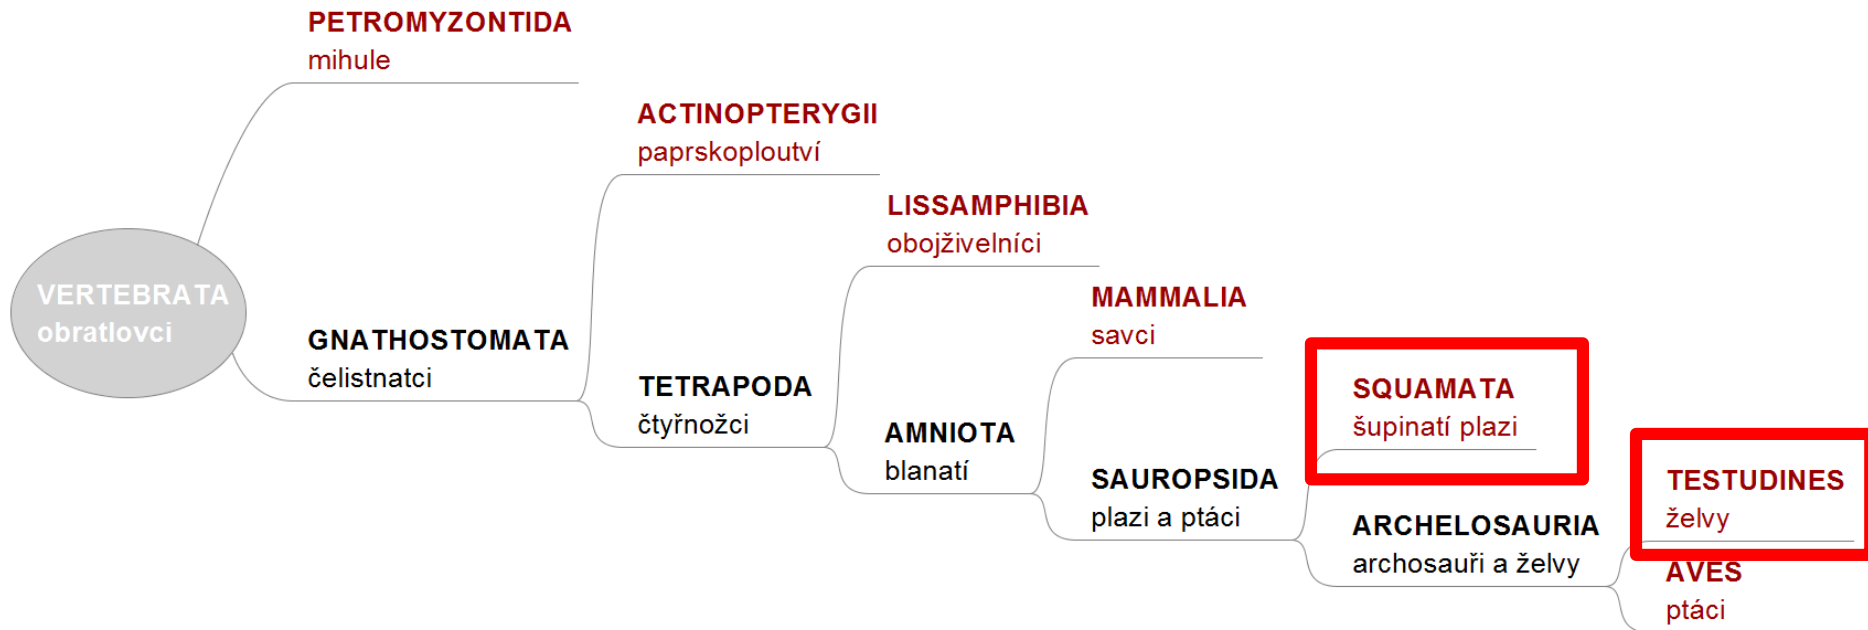 PETROMYZONTIDA
mihule
ACTINOPTERYGII
paprskoploutví
LISSAMPHIBIA
obojživelníci
VERTEBRATA
obratlovci
MAMMALIA
savci
GNATHOSTOMATA
čelistnatci
TETRAPODA
čtyřnožci
SQUAMATA
šupinatí plazi
AMNIOTA
blanatí
SAUROPSIDA
plazi a ptáci
TESTUDINES
želvy
ARCHELOSAURIA
archosauři a želvy
AVES
ptáci